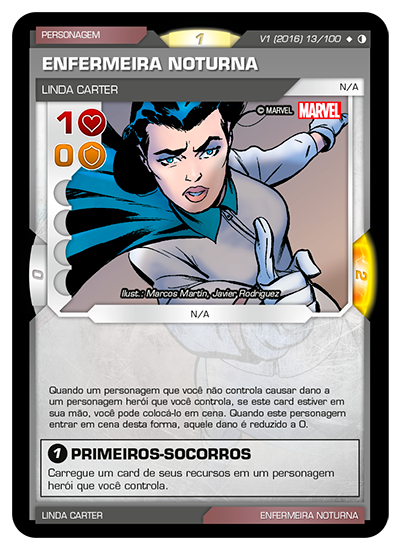 PERSONAGEM
1
V1 (2016) 13/100
ENFERMEIRA NOTURNA
LINDA CARTER
N/A
© MARVEL
MARVEL
1
0
0
2
Ilust.: Marcos Martín, Javier Rodríguez
N/A
Quando um personagem que você não controla causar dano a
um personagem herói que você controla, se este card estiver em
sua mão, você pode colocá-lo em cena. Quando este personagem
entrar em cena desta forma, aquele dano é reduzido a 0.
1 PRIMEIROS-SOCORROS
Carregue um card de seus recursos em um personagem
herói que você controla.
LINDA CARTER
ENFERMEIRA NOTURNA